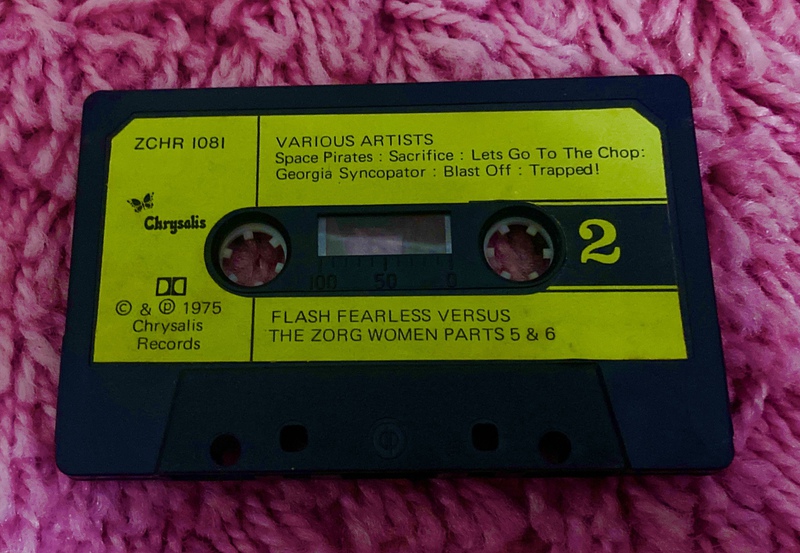 ZCHR 1081
VARIOUS ARTISTS
Space Pirates : Sacrifice : Lets Go To The Chop:
Georgia Syncopator : Blast Off : Trapped!
Chrysalis
2
100 50 0
© & ℗ 1975
Chrysalis
Records
FLASH FEARLESS VERSUS
THE ZORG WOMEN PARTS 5 & 6